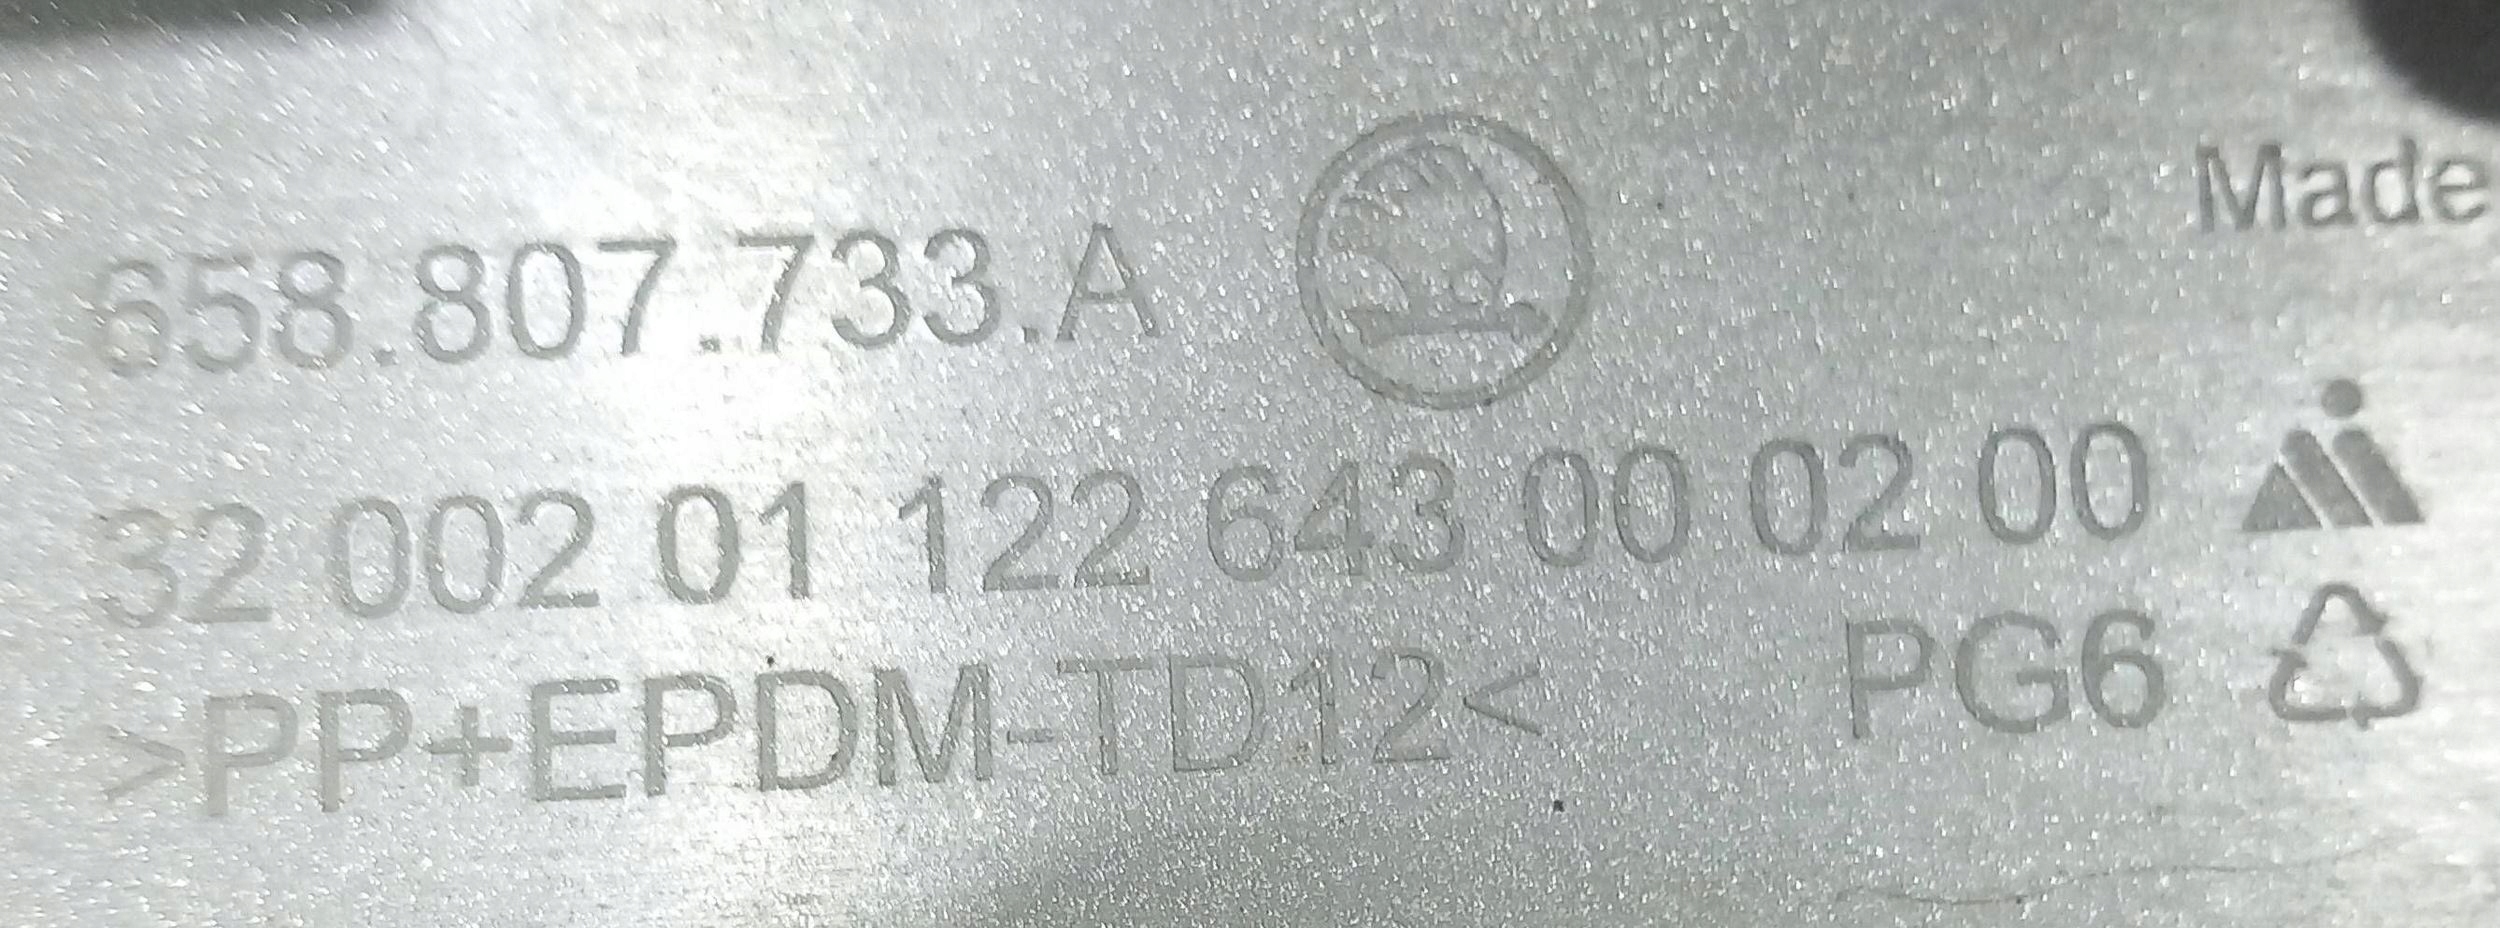 Made
658.807.733.A
32 002 01 122 643 00 02 00
>PP+EPDM-TD12< PG6